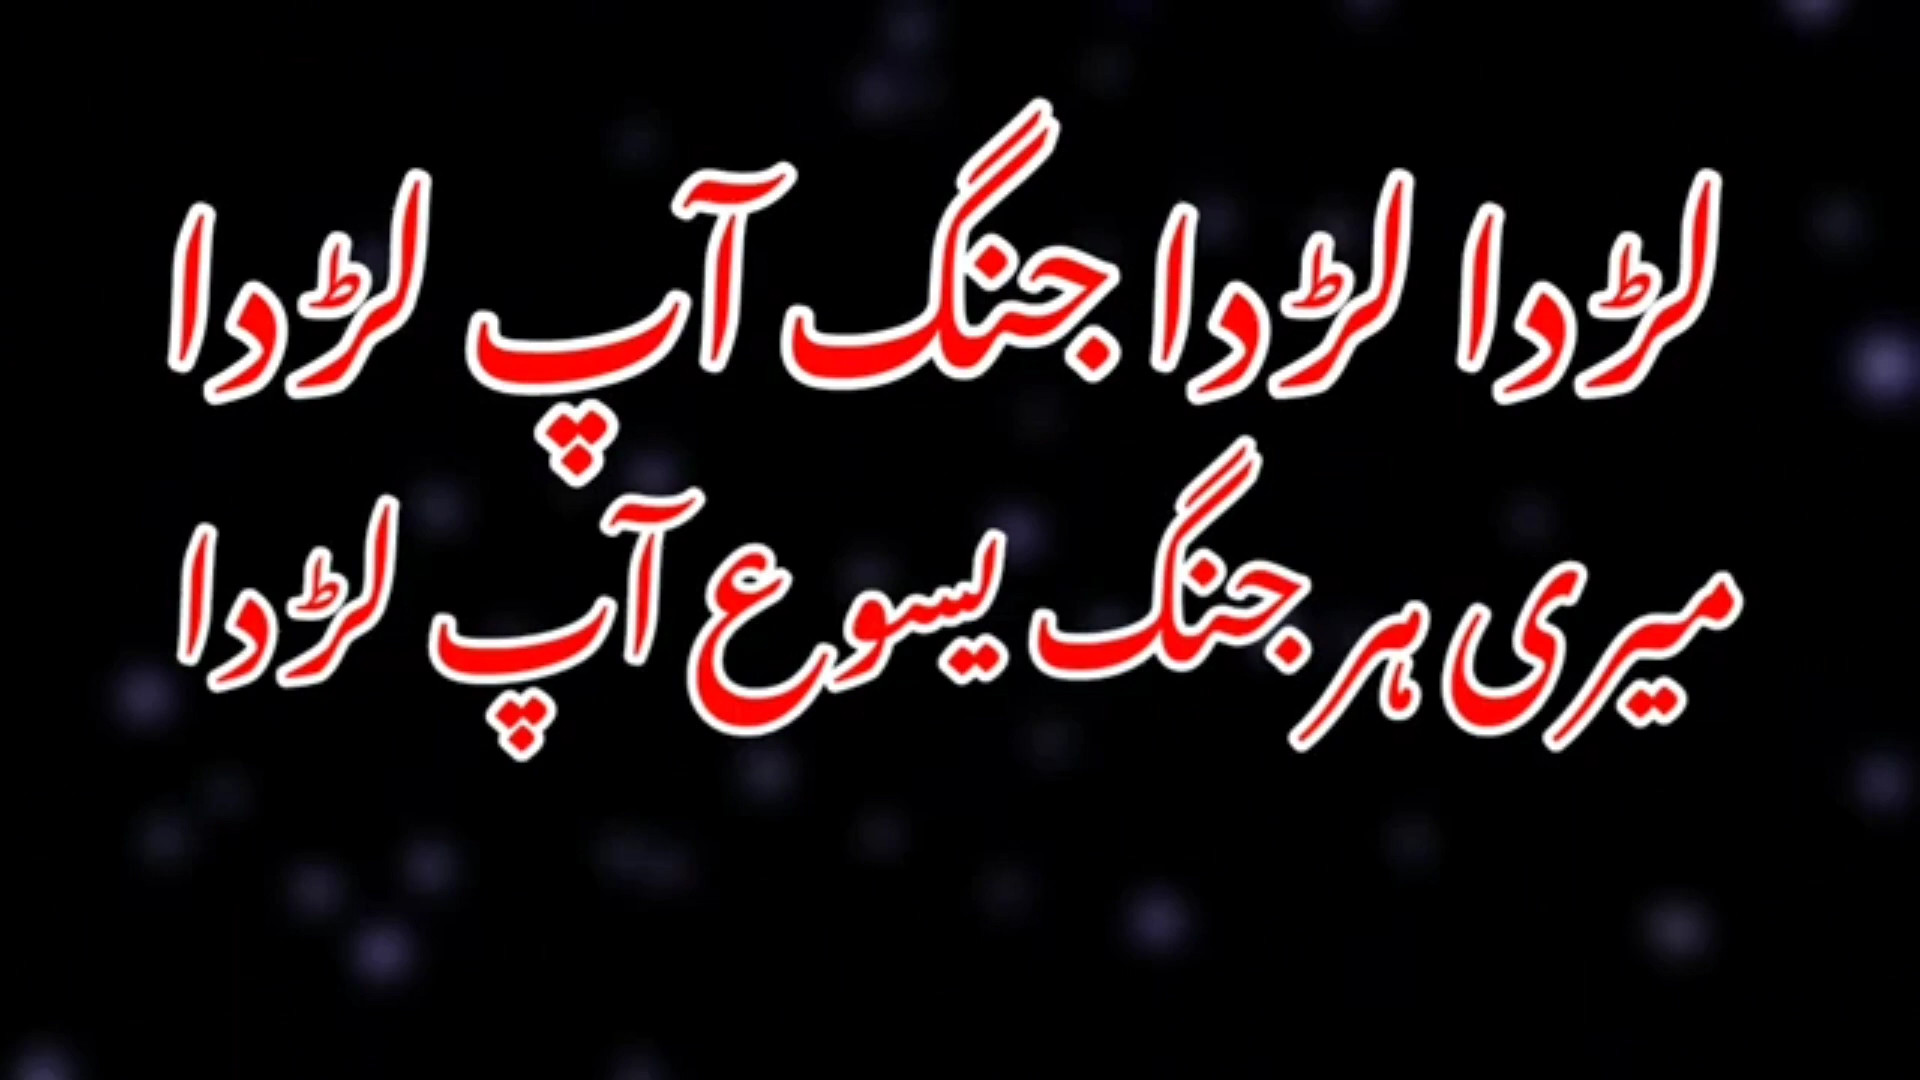 لڑدا لڑدا جنگ آپ لڑدا
میری ہر جنگ یسوع آپ لڑدا